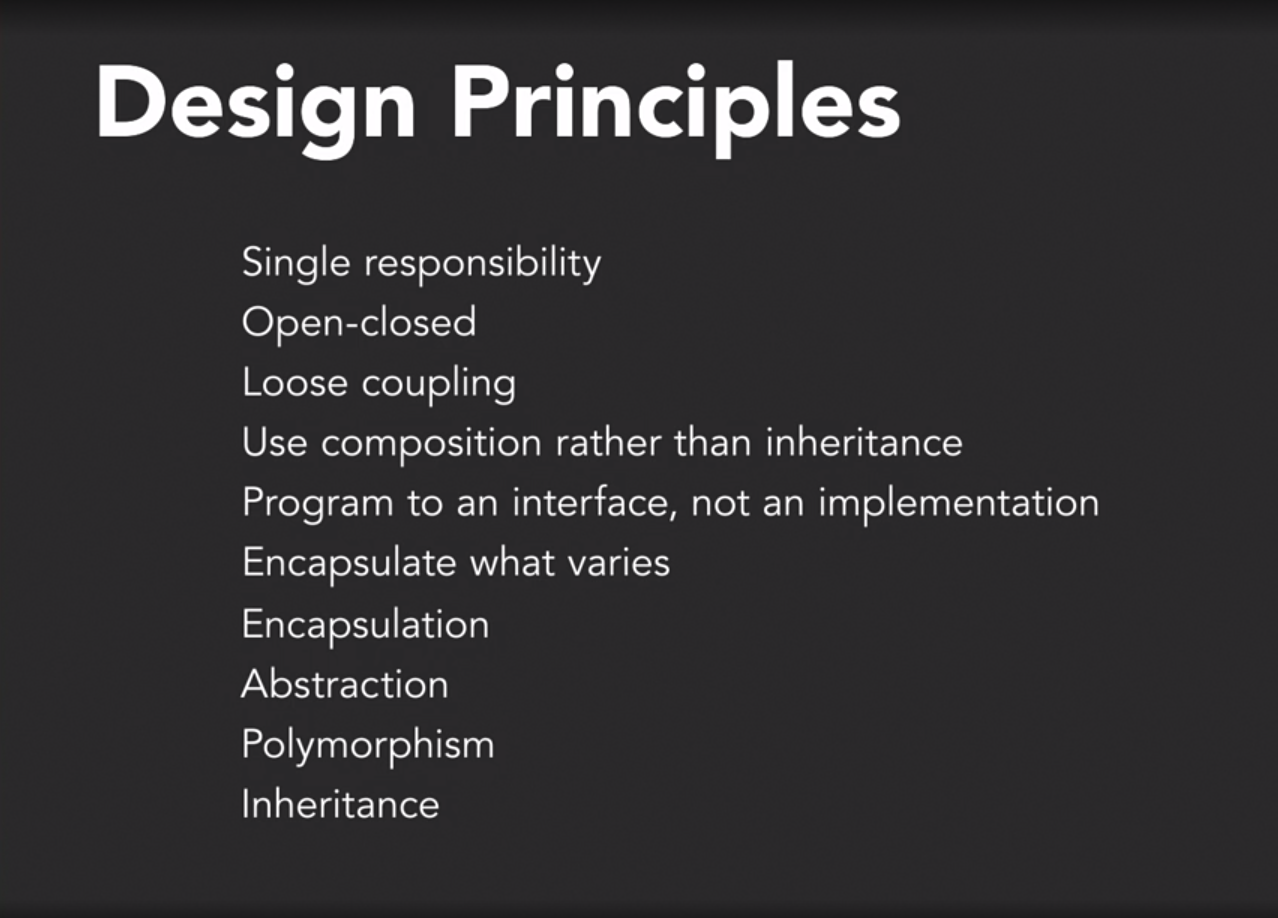 Design Principles
Single responsibility
Open-closed
Loose coupling
Use composition rather than inheritance
Program to an interface, not an implementation
Encapsulate what varies
Encapsulation
Abstraction
Polymorphism
Inheritance